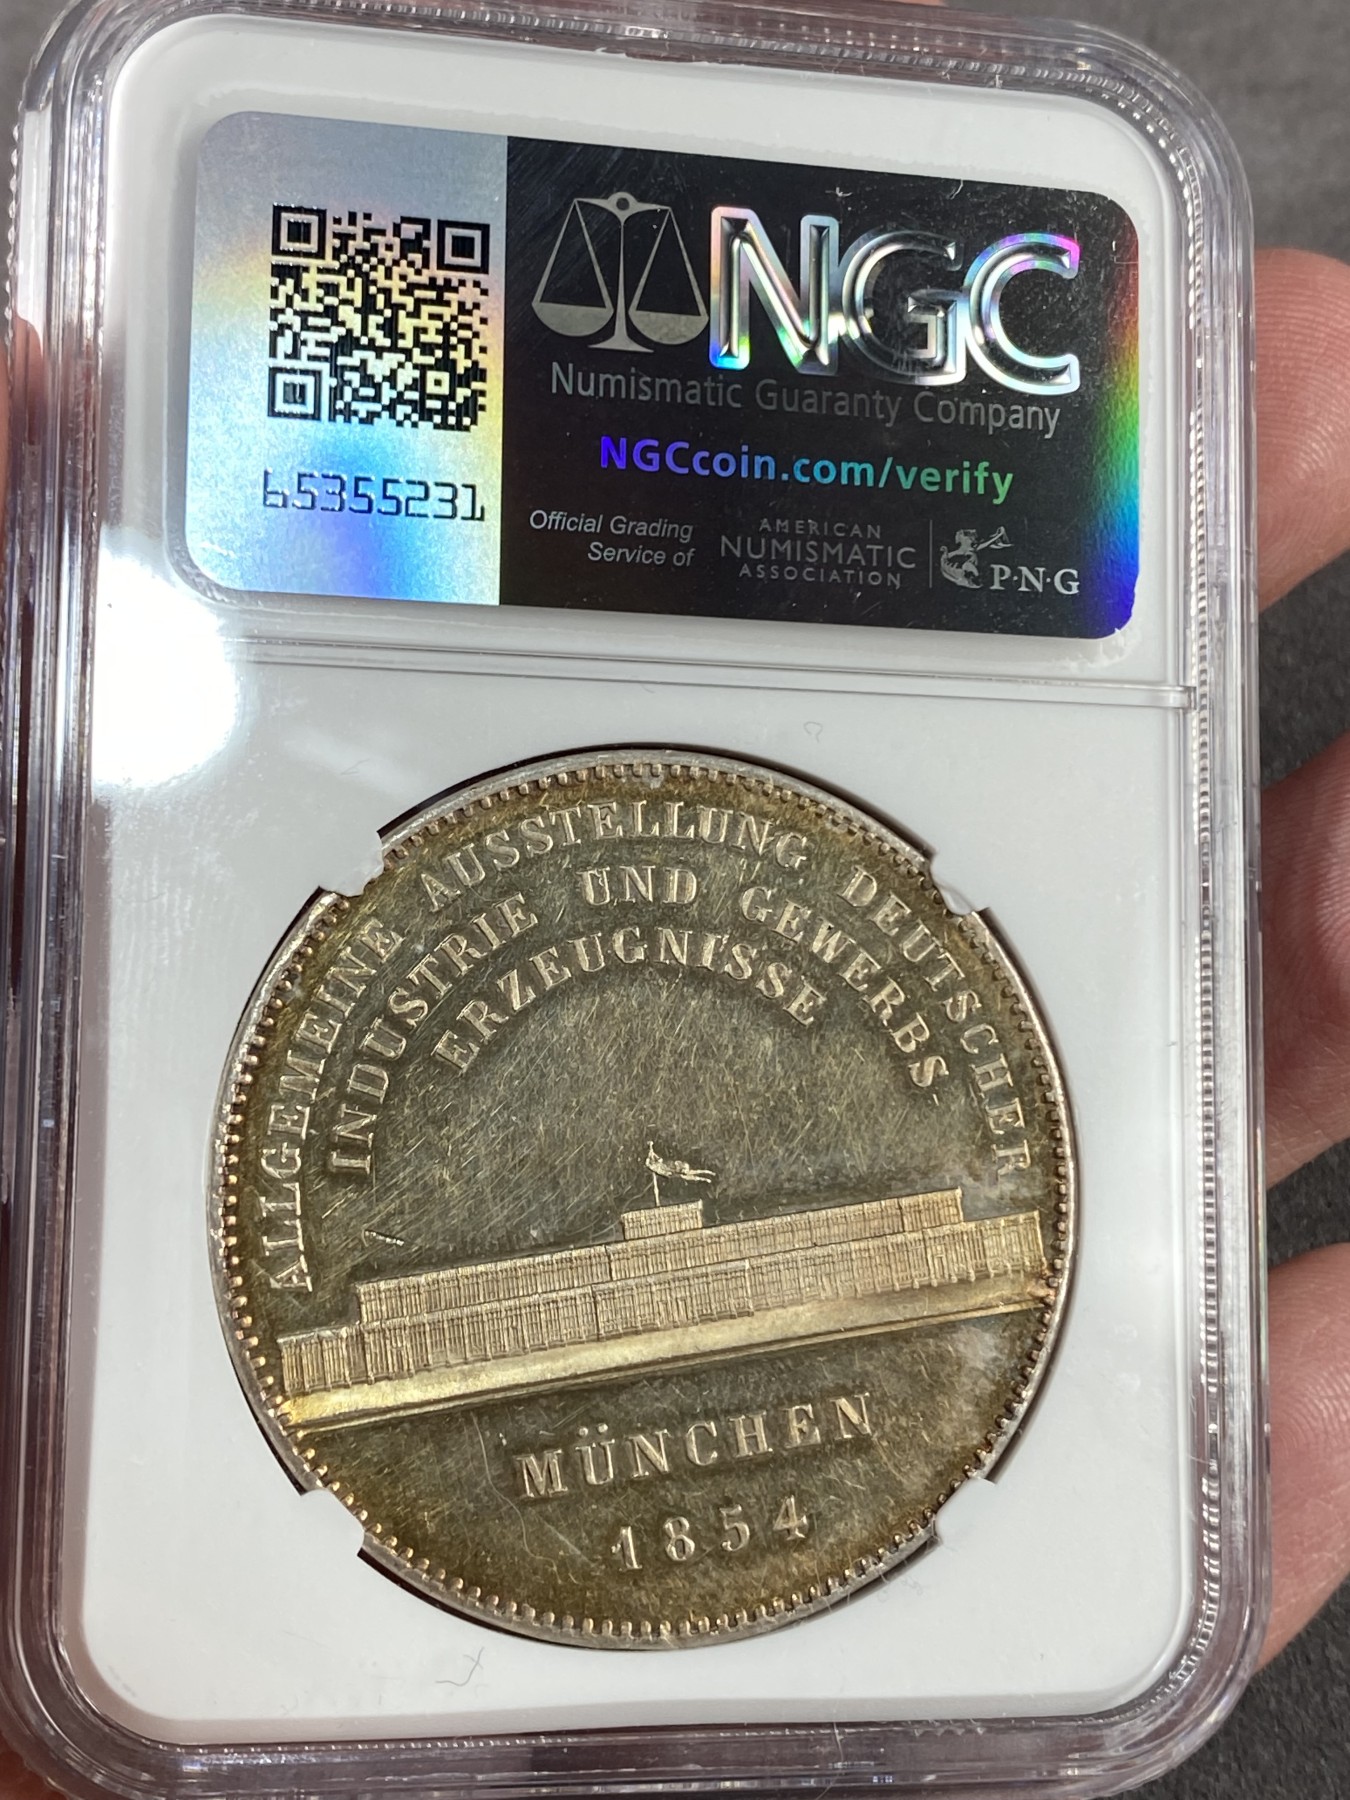 NGC
Numismatic Guaranty Company
NGCcoin.com/verify
65355231
Official Grading
Service of
AMERICAN
NUMISMATIC
ASSOCIATION
P·N·G
ALLGEMEINE AUSSTELLUNG DEUTSCHER
INDUSTRIE UND GEWERBS-
ERZEUGNISSE
MÜNCHEN
1854